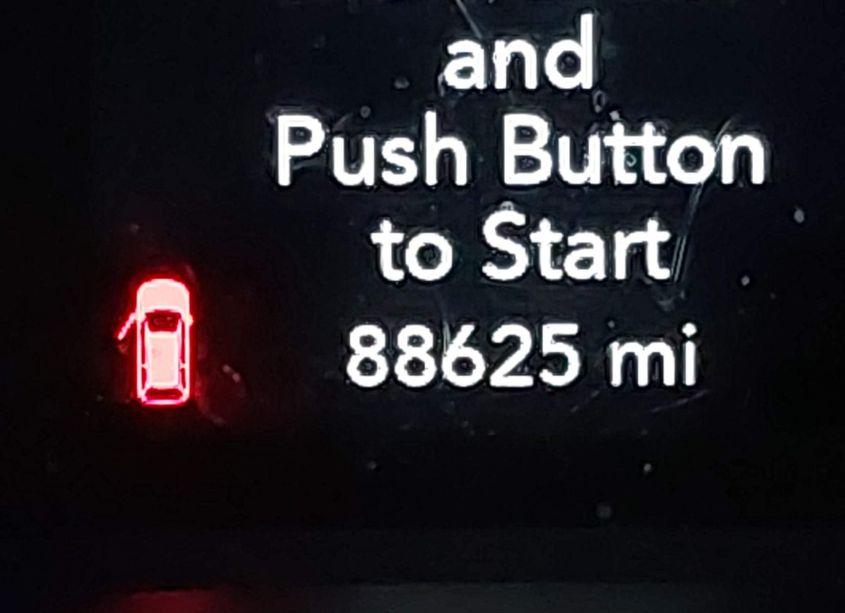 and
Push Button
to Start
88625 mi